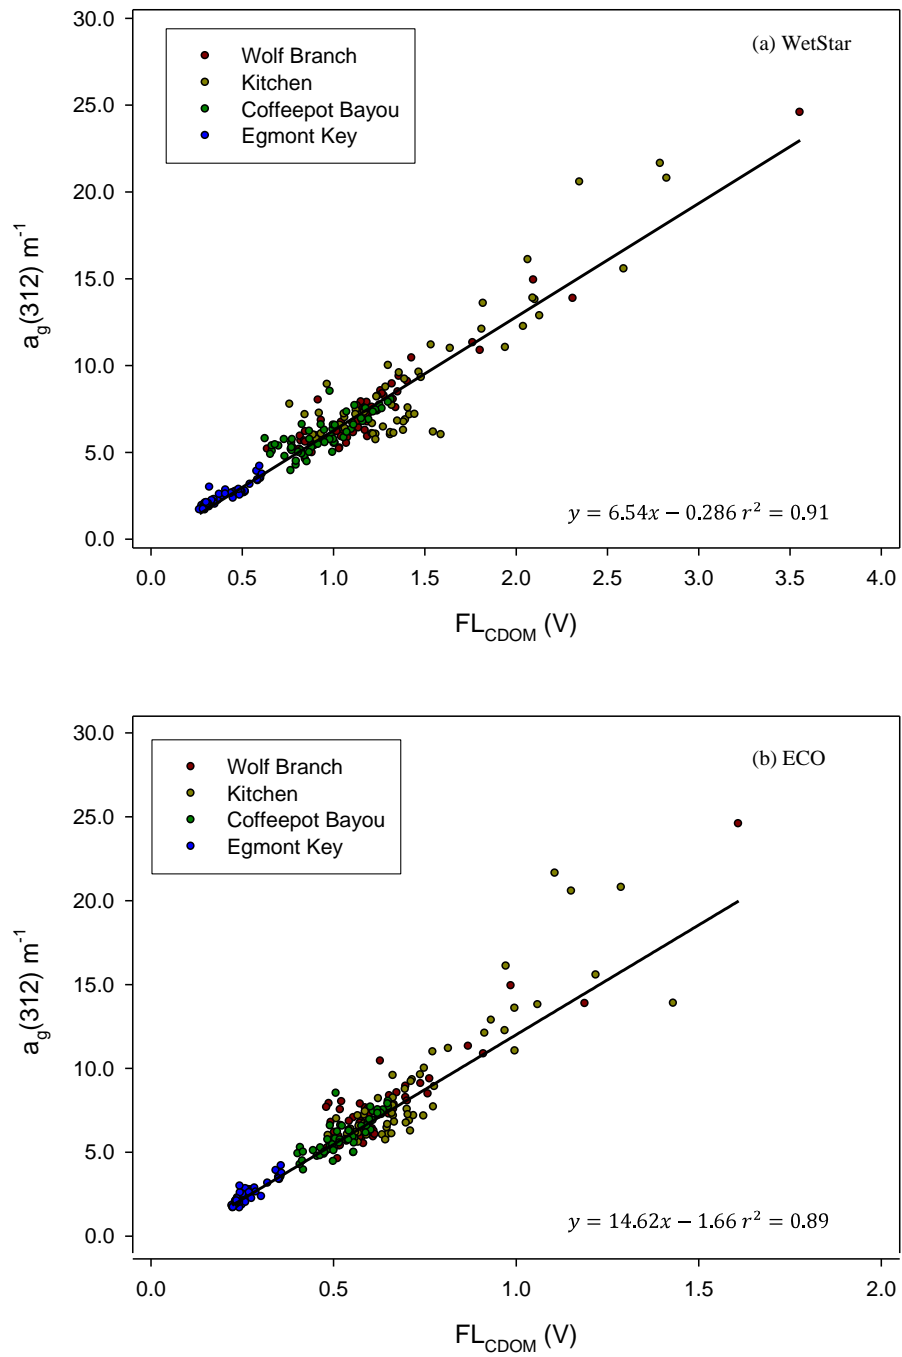 30.0
25.0
20.0
15.0
10.0
5.0
0.0
a_g(312) m^-1
Wolf Branch
Kitchen
Coffeepot Bayou
Egmont Key
(a) WetStar
y = 6.54x − 0.286 r² = 0.91
0.0 0.5 1.0 1.5 2.0 2.5 3.0 3.5 4.0
FL_CDOM (V)
30.0
25.0
20.0
15.0
10.0
5.0
0.0
a_g(312) m^-1
Wolf Branch
Kitchen
Coffeepot Bayou
Egmont Key
(b) ECO
y = 14.62x − 1.66 r² = 0.89
0.0 0.5 1.0 1.5 2.0
FL_CDOM (V)